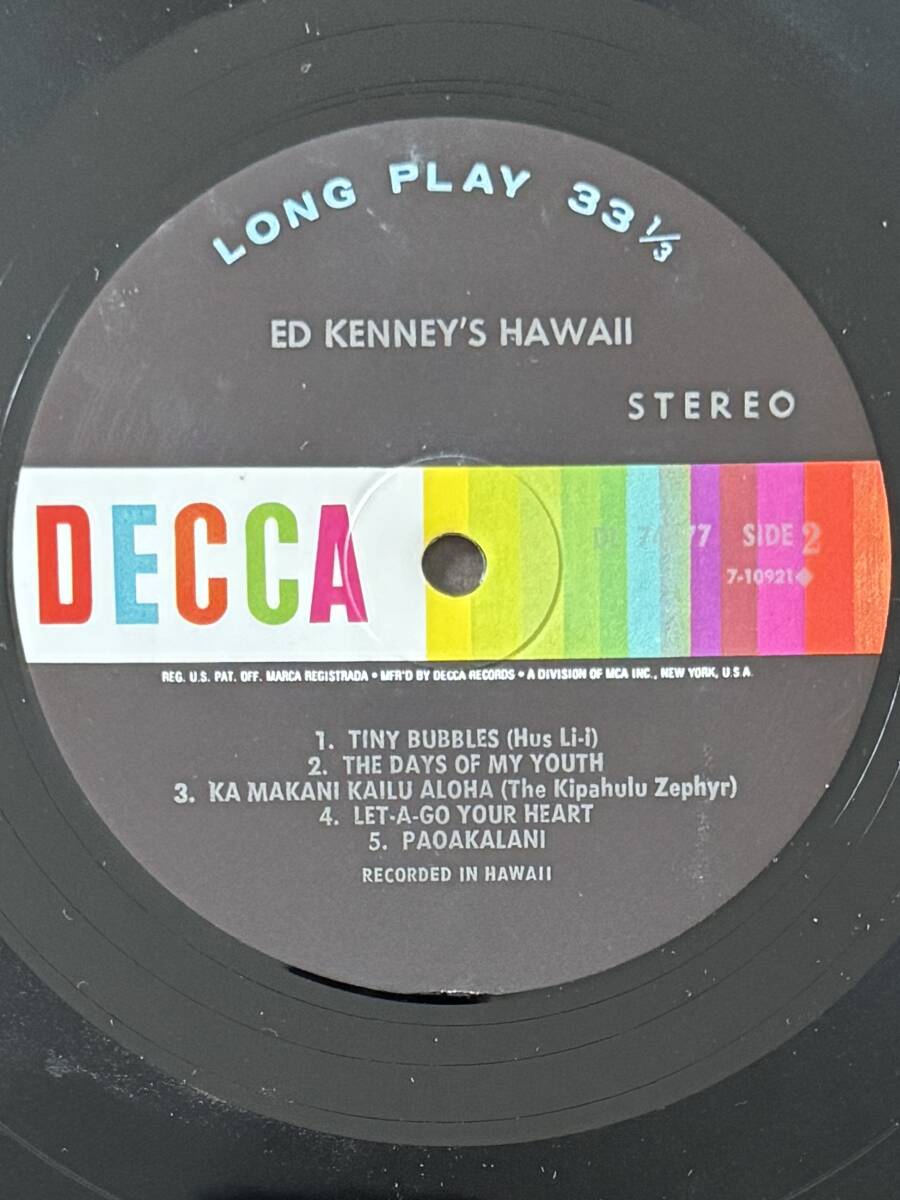 LONG PLAY 33 1/3
ED KENNEY'S HAWAII
STEREO
DECCA
SIDE 2
7-10921◆
REG. U.S. PAT. OFF. MARCA REGISTRADA • MFR'D BY DECCA RECORDS • A DIVISION OF MCA INC., NEW YORK, U.S.A.
1. TINY BUBBLES (Hus Li-i)
2. THE DAYS OF MY YOUTH
3. KA MAKANI KAILU ALOHA (The Kipahulu Zephyr)
4. LET-A-GO YOUR HEART
5. PAOAKALANI
RECORDED IN HAWAII